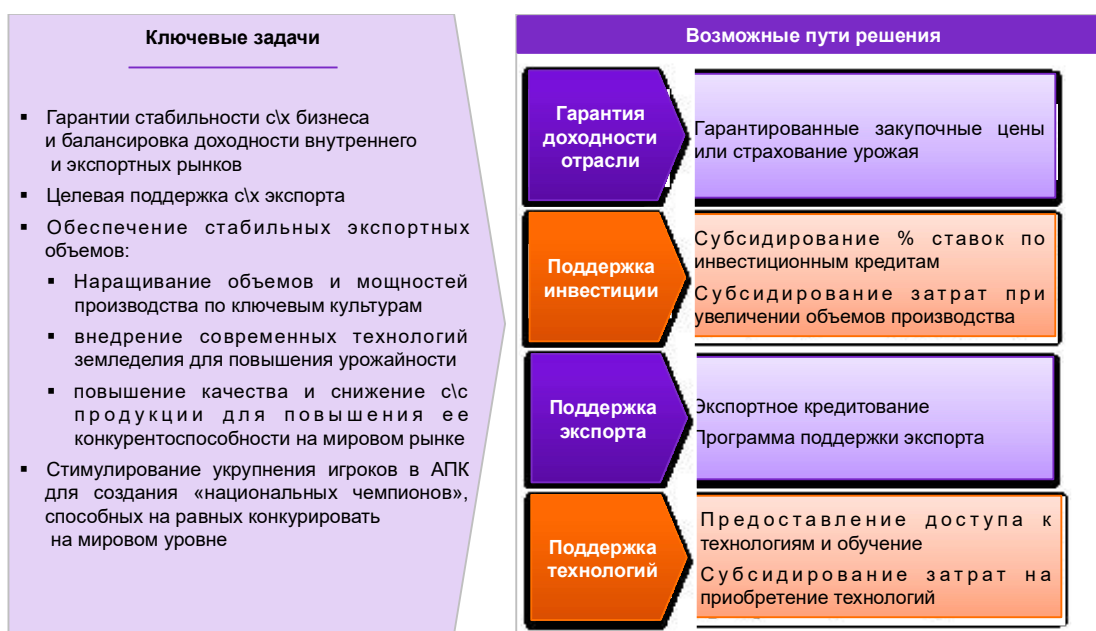 Ключевые задачи
Гарантии стабильности с\х бизнеса
и балансировка доходности внутреннего
и экспортных рынков
Целевая поддержка с\х экспорта
Обеспечение стабильных экспортных
объемов:
Наращивание объемов и мощностей
производства по ключевым культурам
внедрение современных технологий
земледелия для повышения урожайности
повышение качества и снижение с\с
продукции для повышения ее
конкурентоспособности на мировом рынке
Стимулирование укрупнения игроков в АПК
для создания «национальных чемпионов»,
способных на равных конкурировать
на мировом уровне
Возможные пути решения
Гарантия
доходности
отрасли
Гарантированные закупочные цены
или страхование урожая
Поддержка
инвестиции
Субсидирование % ставок по
инвестиционным кредитам
Субсидирование затрат при
увеличении объемов производства
Поддержка
экспорта
Экспортное кредитование
Программа поддержки экспорта
Поддержка
технологий
Предоставление доступа к
технологиям и обучение
Субсидирование затрат на
приобретение технологий